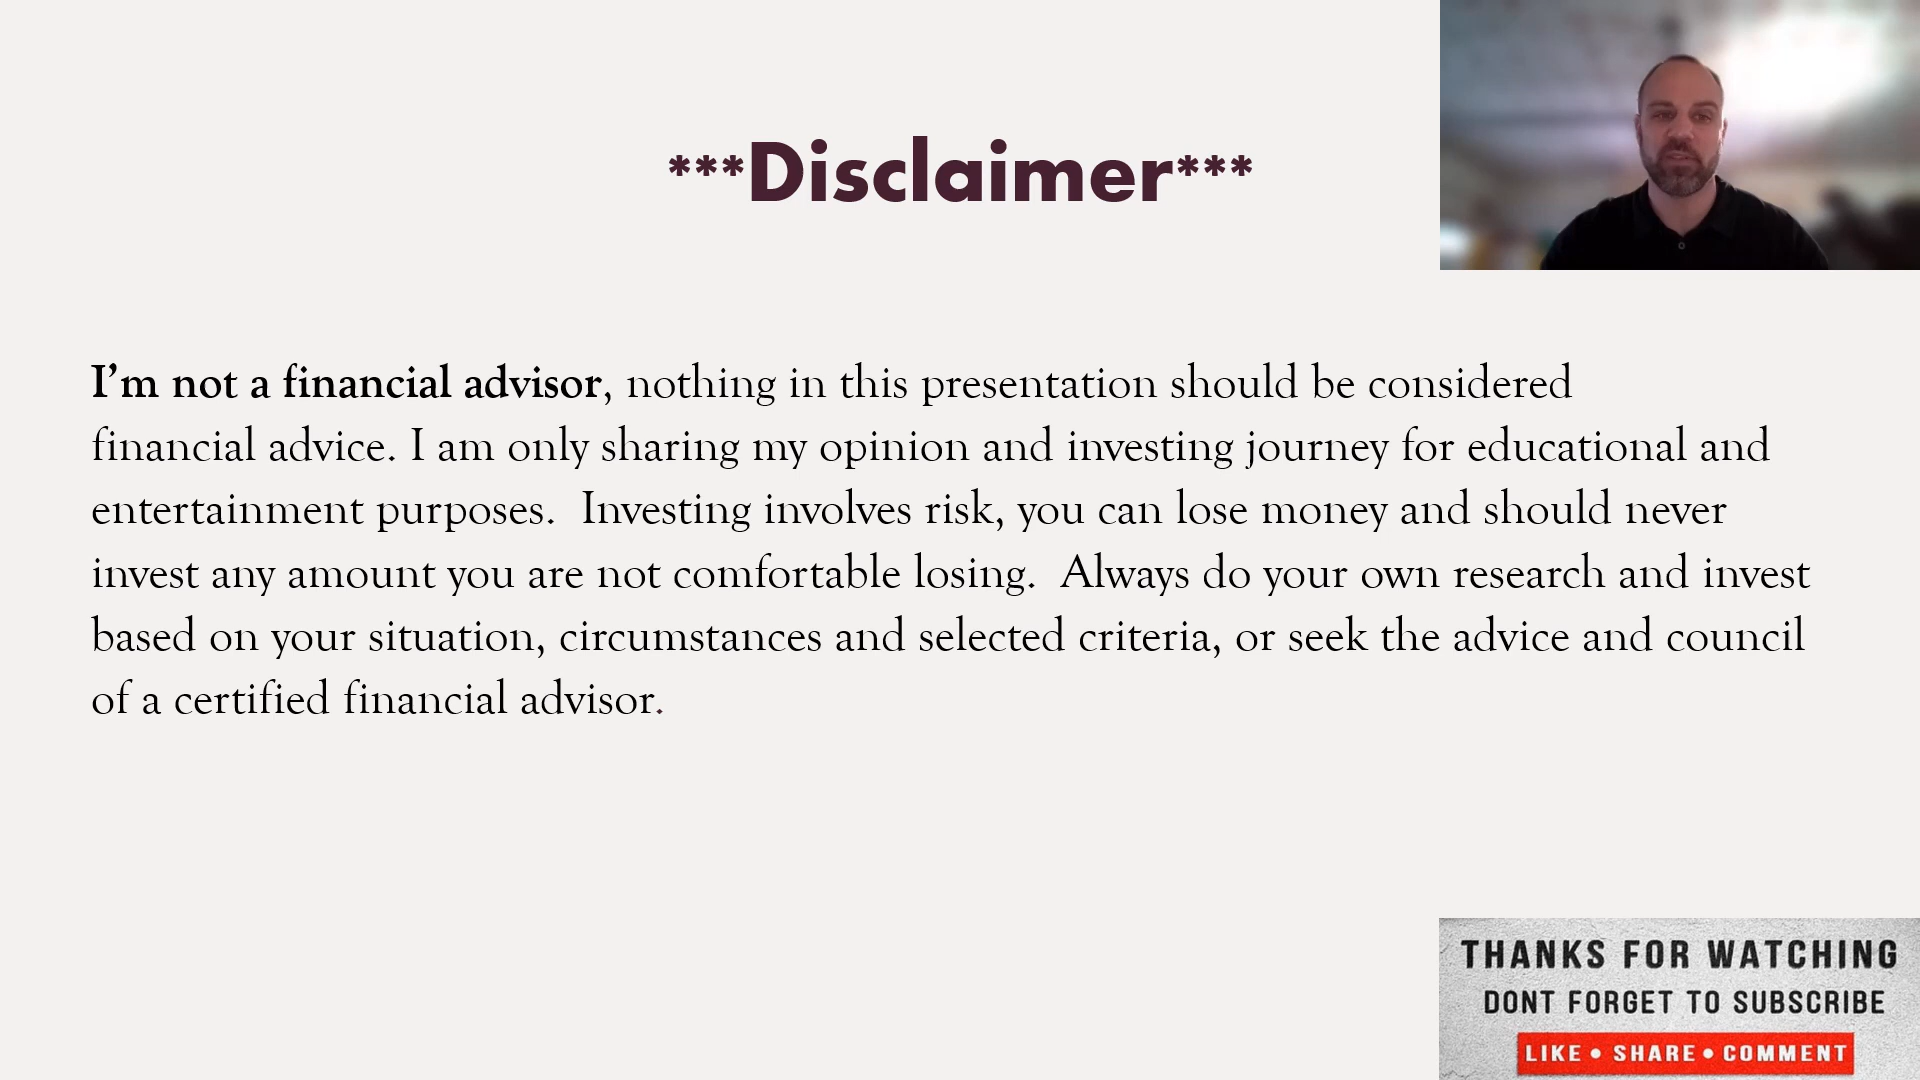 ***Disclaimer***
I’m not a financial advisor, nothing in this presentation should be considered
financial advice. I am only sharing my opinion and investing journey for educational and
entertainment purposes.  Investing involves risk, you can lose money and should never
invest any amount you are not comfortable losing.  Always do your own research and invest
based on your situation, circumstances and selected criteria, or seek the advice and council
of a certified financial advisor.
THANKS FOR WATCHING
DONT FORGET TO SUBSCRIBE
LIKE • SHARE • COMMENT